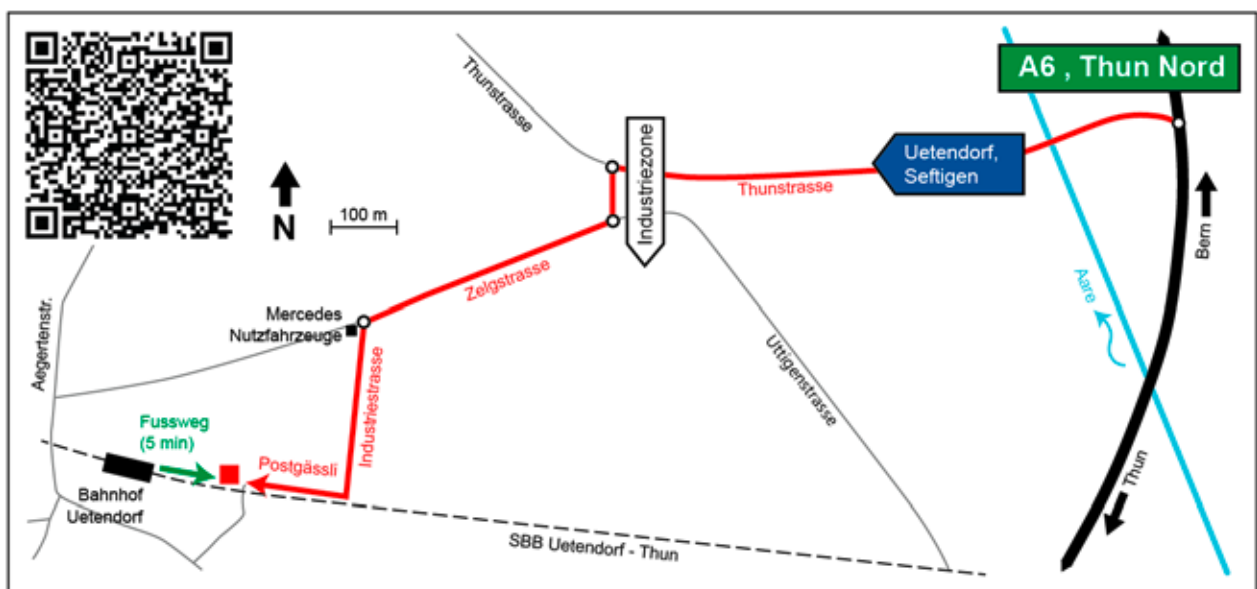 A6 , Thun Nord
Thunstrasse
Industriezone
Uetendorf,
Seftigen
Thunstrasse
N
100 m
Bern
Aare
Zelgstrasse
Mercedes
Nutzfahrzeuge
Aegertenstr.
Industriestrasse
Uttigenstrasse
Fussweg
(5 min)
Postgässli
Thun
Bahnhof
Uetendorf
SBB Uetendorf - Thun